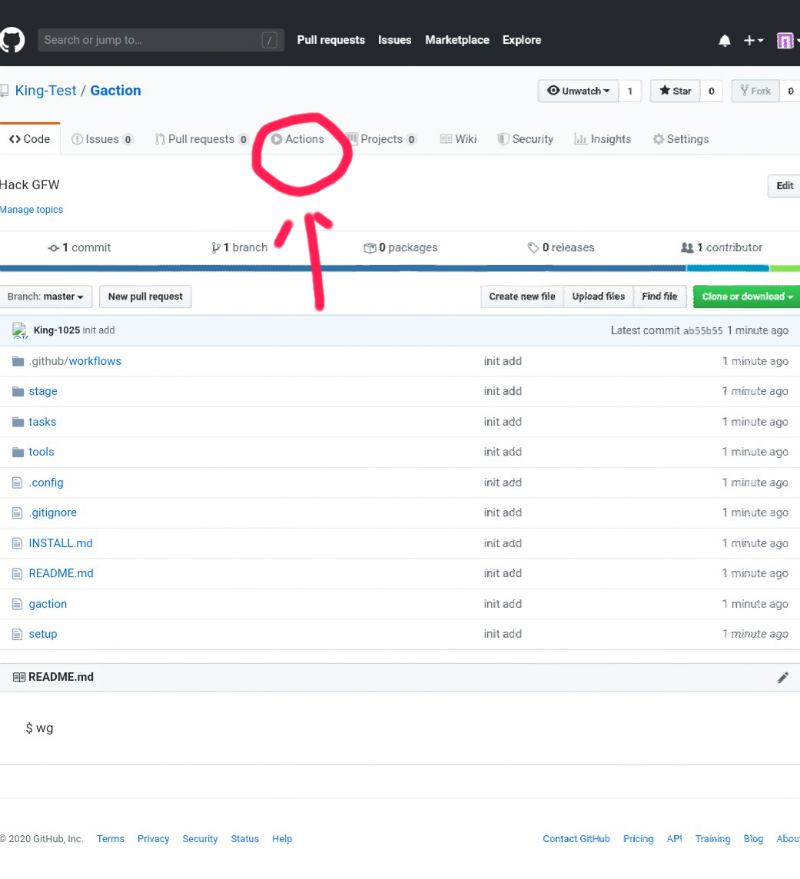 Search or jump to... / Pull requests Issues Marketplace Explore
King-Test / Gaction Unwatch 1 Star 0 Fork 0
Code Issues 0 Pull requests 0 Actions Projects 0 Wiki Security Insights Settings
Hack GFW Edit
Manage topics
1 commit 1 branch 0 packages 0 releases 1 contributor
Branch: master New pull request Create new file Upload files Find file Clone or download
King-1025 init add Latest commit ab55b55 1 minute ago
.github/workflows init add 1 minute ago
stage init add 1 minute ago
tasks init add 1 minute ago
tools init add 1 minute ago
.config init add 1 minute ago
.gitignore init add 1 minute ago
INSTALL.md init add 1 minute ago
README.md init add 1 minute ago
gaction init add 1 minute ago
setup init add 1 minute ago
README.md
$ wg
© 2020 GitHub, Inc. Terms Privacy Security Status Help Contact GitHub Pricing API Training Blog About